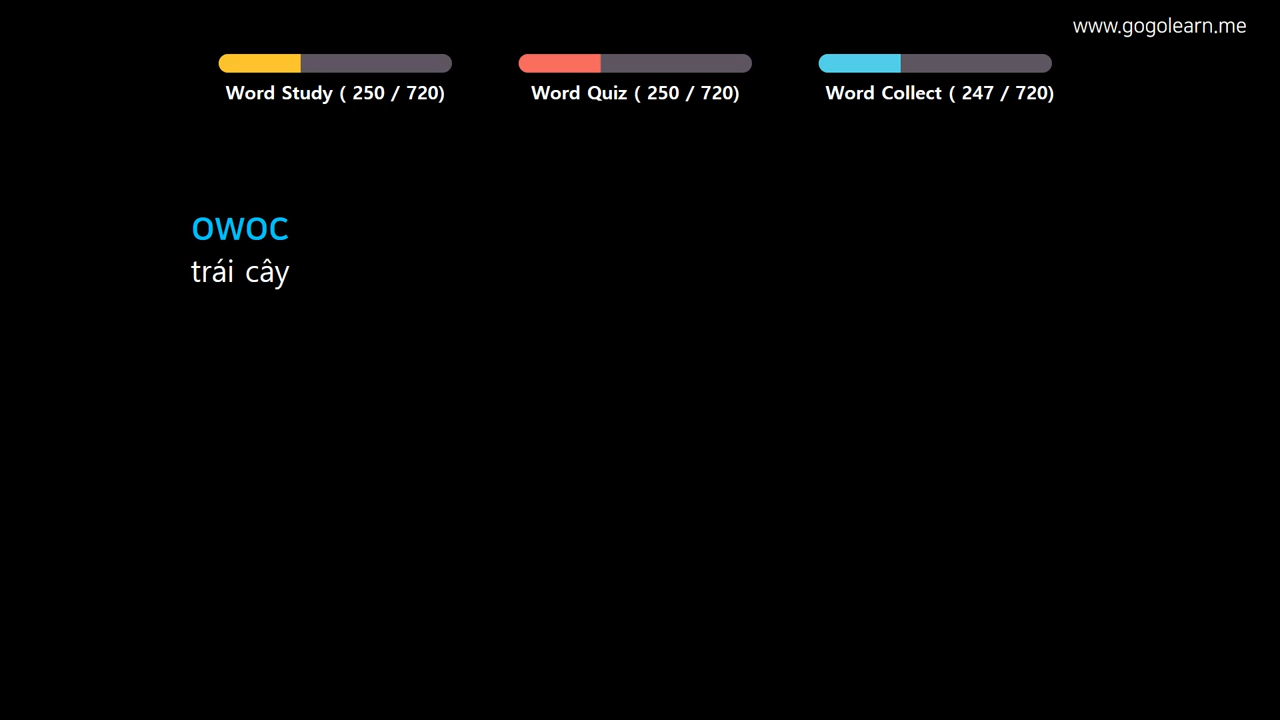 www.gogolearn.me
Word Study ( 250 / 720)
Word Quiz ( 250 / 720)
Word Collect ( 247 / 720)
owoc
trái cây